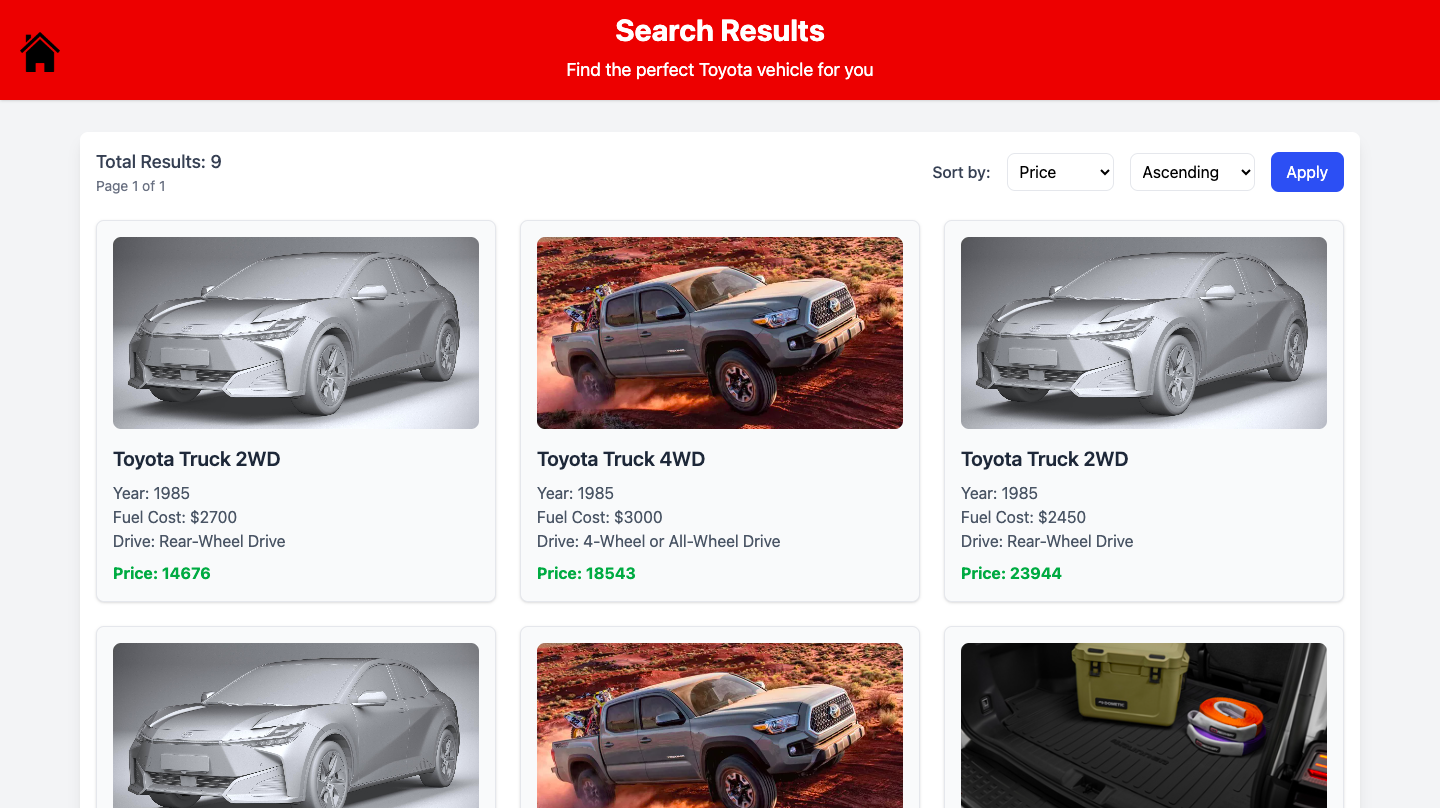 Search Results
Find the perfect Toyota vehicle for you
Total Results: 9
Page 1 of 1
Sort by:
Price
Ascending
Apply
Toyota Truck 2WD
Year: 1985
Fuel Cost: $2700
Drive: Rear-Wheel Drive
Price: 14676
Toyota Truck 4WD
Year: 1985
Fuel Cost: $3000
Drive: 4-Wheel or All-Wheel Drive
Price: 18543
Toyota Truck 2WD
Year: 1985
Fuel Cost: $2450
Drive: Rear-Wheel Drive
Price: 23944
DOMETIC